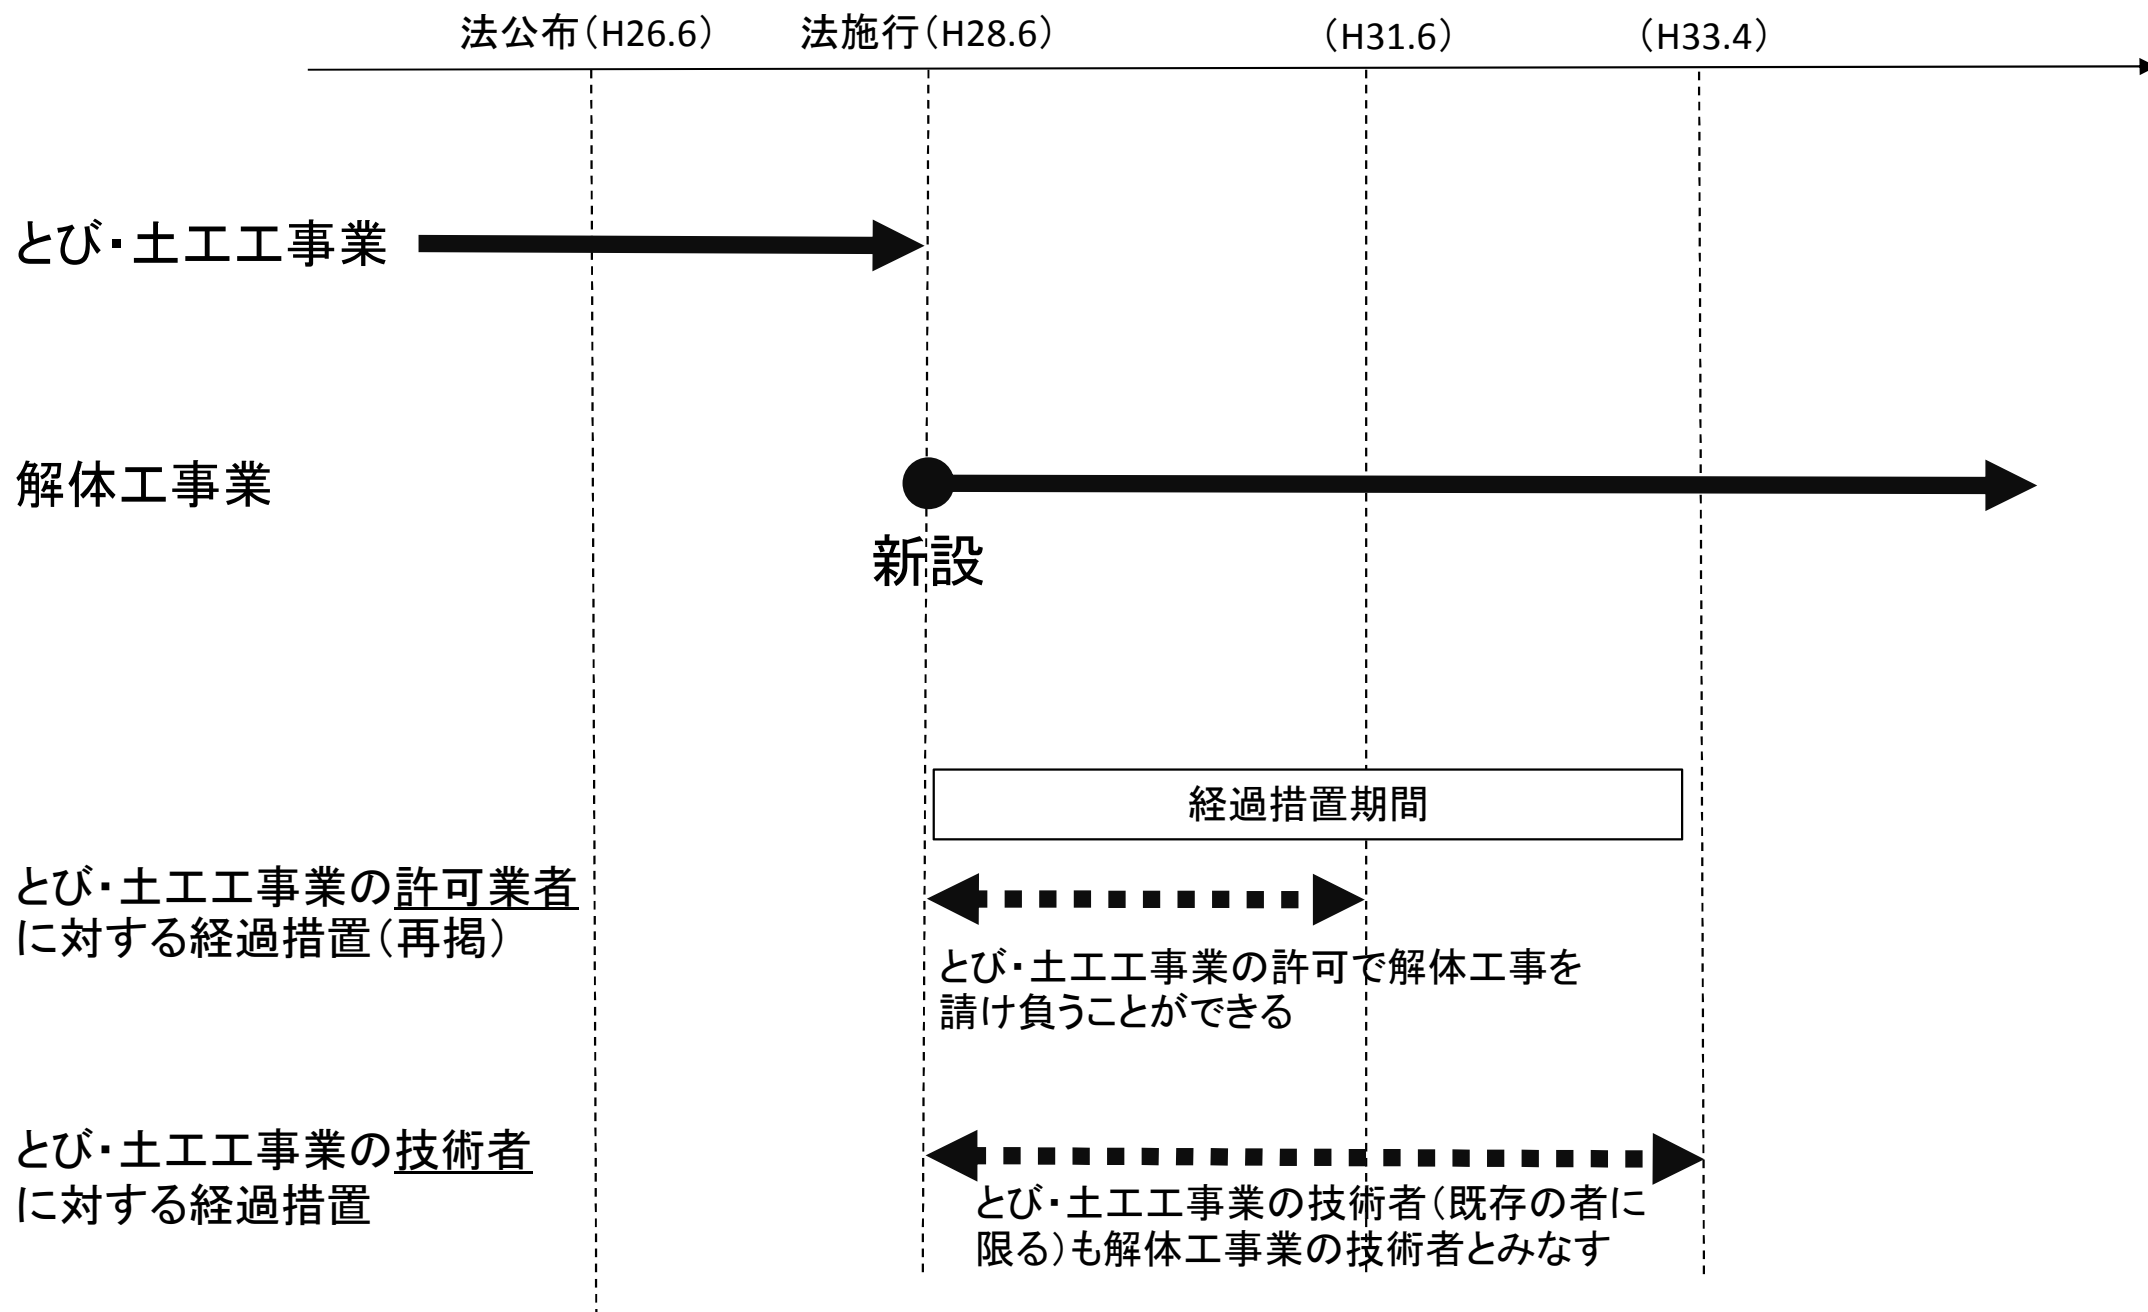 法公布（H26.6） 法施行（H28.6） （H31.6） （H33.4）
とび・土工工事業
解体工事業
新設
経過措置期間
とび・土工工事業の許可業者
に対する経過措置（再掲）
とび・土工工事業の許可で解体工事を
請け負うことができる
とび・土工工事業の技術者
に対する経過措置
とび・土工工事業の技術者（既存の者に
限る）も解体工事業の技術者とみなす